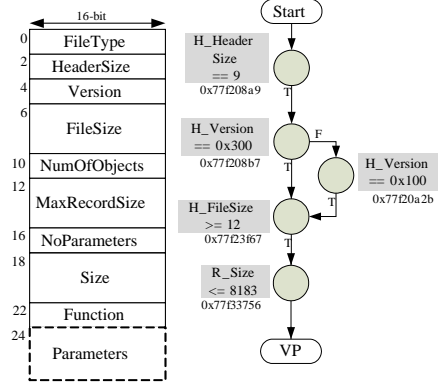 16-bit
0 FileType
2 HeaderSize
4 Version
6 FileSize
10 NumOfObjects
12 MaxRecordSize
16 NoParameters
18 Size
22 Function
24 Parameters
Start
H_Header
Size
== 9
0x77f208a9
T
H_Version
== 0x300
0x77f208b7
F
T
H_Version
== 0x100
0x77f20a2b
T
H_FileSize
>= 12
0x77f23f67
T
R_Size
<= 8183
0x77f33756
VP